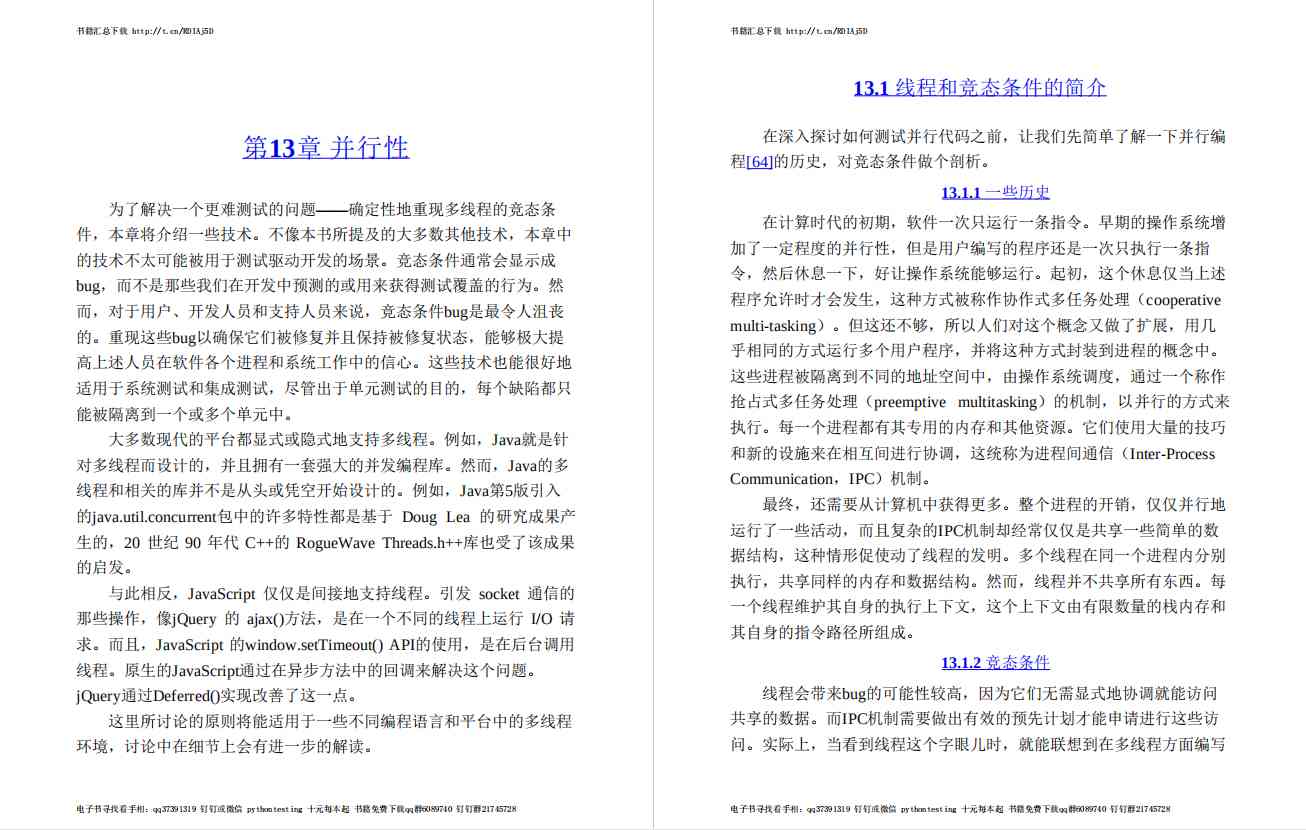 书籍汇总下载 http://t.cn/RDIAj5D
第13章 并行性
为了解决一个更难测试的问题——确定性地重现多线程的竞态条
件，本章将介绍一些技术。不像本书所提及的大多数其他技术，本章中
的技术不太可能被用于测试驱动开发的场景。竞态条件通常会显示成
bug，而不是那些我们在开发中预测的或用来获得测试覆盖的行为。然
而，对于用户、开发人员和支持人员来说，竞态条件bug是最令人沮丧
的。重现这些bug以确保它们被修复并且保持被修复状态，能够极大提
高上述人员在软件各个进程和系统工作中的信心。这些技术也能很好地
适用于系统测试和集成测试，尽管出于单元测试的目的，每个缺陷都只
能被隔离到一个或多个单元中。
大多数现代的平台都显式或隐式地支持多线程。例如，Java就是针
对多线程而设计的，并且拥有一套强大的并发编程库。然而，Java的多
线程和相关的库并不是从头或凭空开始设计的。例如，Java第5版引入
的java.util.concurrent包中的许多特性都是基于 Doug Lea 的研究成果产
生的，20 世纪 90 年代 C++的 RogueWave Threads.h++库也受了该成果
的启发。
与此相反，JavaScript 仅仅是间接地支持线程。引发 socket 通信的
那些操作，像jQuery 的 ajax()方法，是在一个不同的线程上运行 I/O 请
求。而且，JavaScript 的window.setTimeout() API的使用，是在后台调用
线程。原生的JavaScript通过在异步方法中的回调来解决这个问题。
jQuery通过Deferred()实现改善了这一点。
这里所讨论的原则将能适用于一些不同编程语言和平台中的多线程
环境，讨论中在细节上会有进一步的解读。
电子书寻找看手相：qq37391319 钉钉或微信 pythontesting 十元每本起 书籍免费下载qq群6089740 钉钉群21745728
书籍汇总下载 http://t.cn/RDIAj5D
13.1 线程和竞态条件的简介
在深入探讨如何测试并行代码之前，让我们先简单了解一下并行编
程[64]的历史，对竞态条件做个剖析。
13.1.1 一些历史
在计算时代的初期，软件一次只运行一条指令。早期的操作系统增
加了一定程度的并行性，但是用户编写的程序还是一次只执行一条指
令，然后休息一下，好让操作系统能够运行。起初，这个休息仅当上述
程序允许时才会发生，这种方式被称作协作式多任务处理（cooperative
multi-tasking）。但这还不够，所以人们对这个概念又做了扩展，用几
乎相同的方式运行多个用户程序，并将这种方式封装到进程的概念中。
这些进程被隔离到不同的地址空间中，由操作系统调度，通过一个称作
抢占式多任务处理（preemptive multitasking）的机制，以并行的方式来
执行。每一个进程都有其专用的内存和其他资源。它们使用大量的技巧
和新的设施来在相互间进行协调，这统称为进程间通信（Inter-Process
Communication，IPC）机制。
最终，还需要从计算机中获得更多。整个进程的开销，仅仅并行地
运行了一些活动，而且复杂的IPC机制却经常仅仅是共享一些简单的数
据结构，这种情形促使动了线程的发明。多个线程在同一个进程内分别
执行，共享同样的内存和数据结构。然而，线程并不共享所有东西。每
一个线程维护其自身的执行上下文，这个上下文由有限数量的栈内存和
其自身的指令路径所组成。
13.1.2 竞态条件
线程会带来bug的可能性较高，因为它们无需显式地协调就能访问
共享的数据。而IPC机制需要做出有效的预先计划才能申请进行这些访
问。实际上，当看到线程这个字眼儿时，就能联想到在多线程方面编写
电子书寻找看手相：qq37391319 钉钉或微信 pythontesting 十元每本起 书籍免费下载qq群6089740 钉钉群21745728